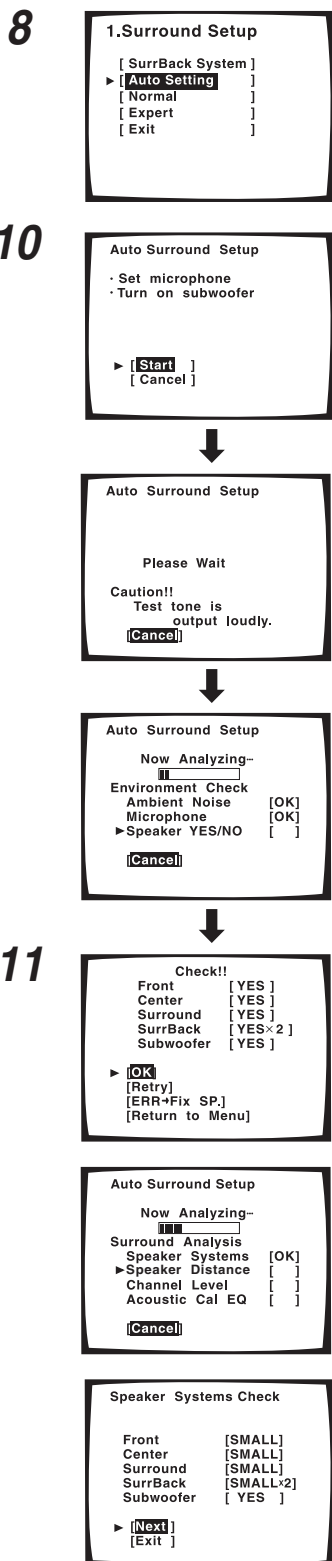 8
1.Surround Setup
[ SurrBack System ]
►[ Auto Setting ]
[ Normal ]
[ Expert ]
[ Exit ]
10
Auto Surround Setup
· Set microphone
· Turn on subwoofer
► [ Start ]
[ Cancel ]
Auto Surround Setup
Please Wait
Caution!!
Test tone is
output loudly.
[Cancel]
Auto Surround Setup
Now Analyzing···
Environment Check
Ambient Noise [OK]
Microphone [OK]
►Speaker YES/NO [ ]
[Cancel]
11
Check!!
Front [ YES ]
Center [ YES ]
Surround [ YES ]
SurrBack [ YES×2 ]
Subwoofer [ YES ]
► [OK]
[Retry]
[ERR➔Fix SP.]
[Return to Menu]
Auto Surround Setup
Now Analyzing···
Surround Analysis
Speaker Systems [OK]
►Speaker Distance [ ]
Channel Level [ ]
Acoustic Cal EQ [ ]
[Cancel]
Speaker Systems Check
Front [SMALL]
Center [SMALL]
Surround [SMALL]
SurrBack [SMALL×2]
Subwoofer [ YES ]
► [Next ]
[Exit ]